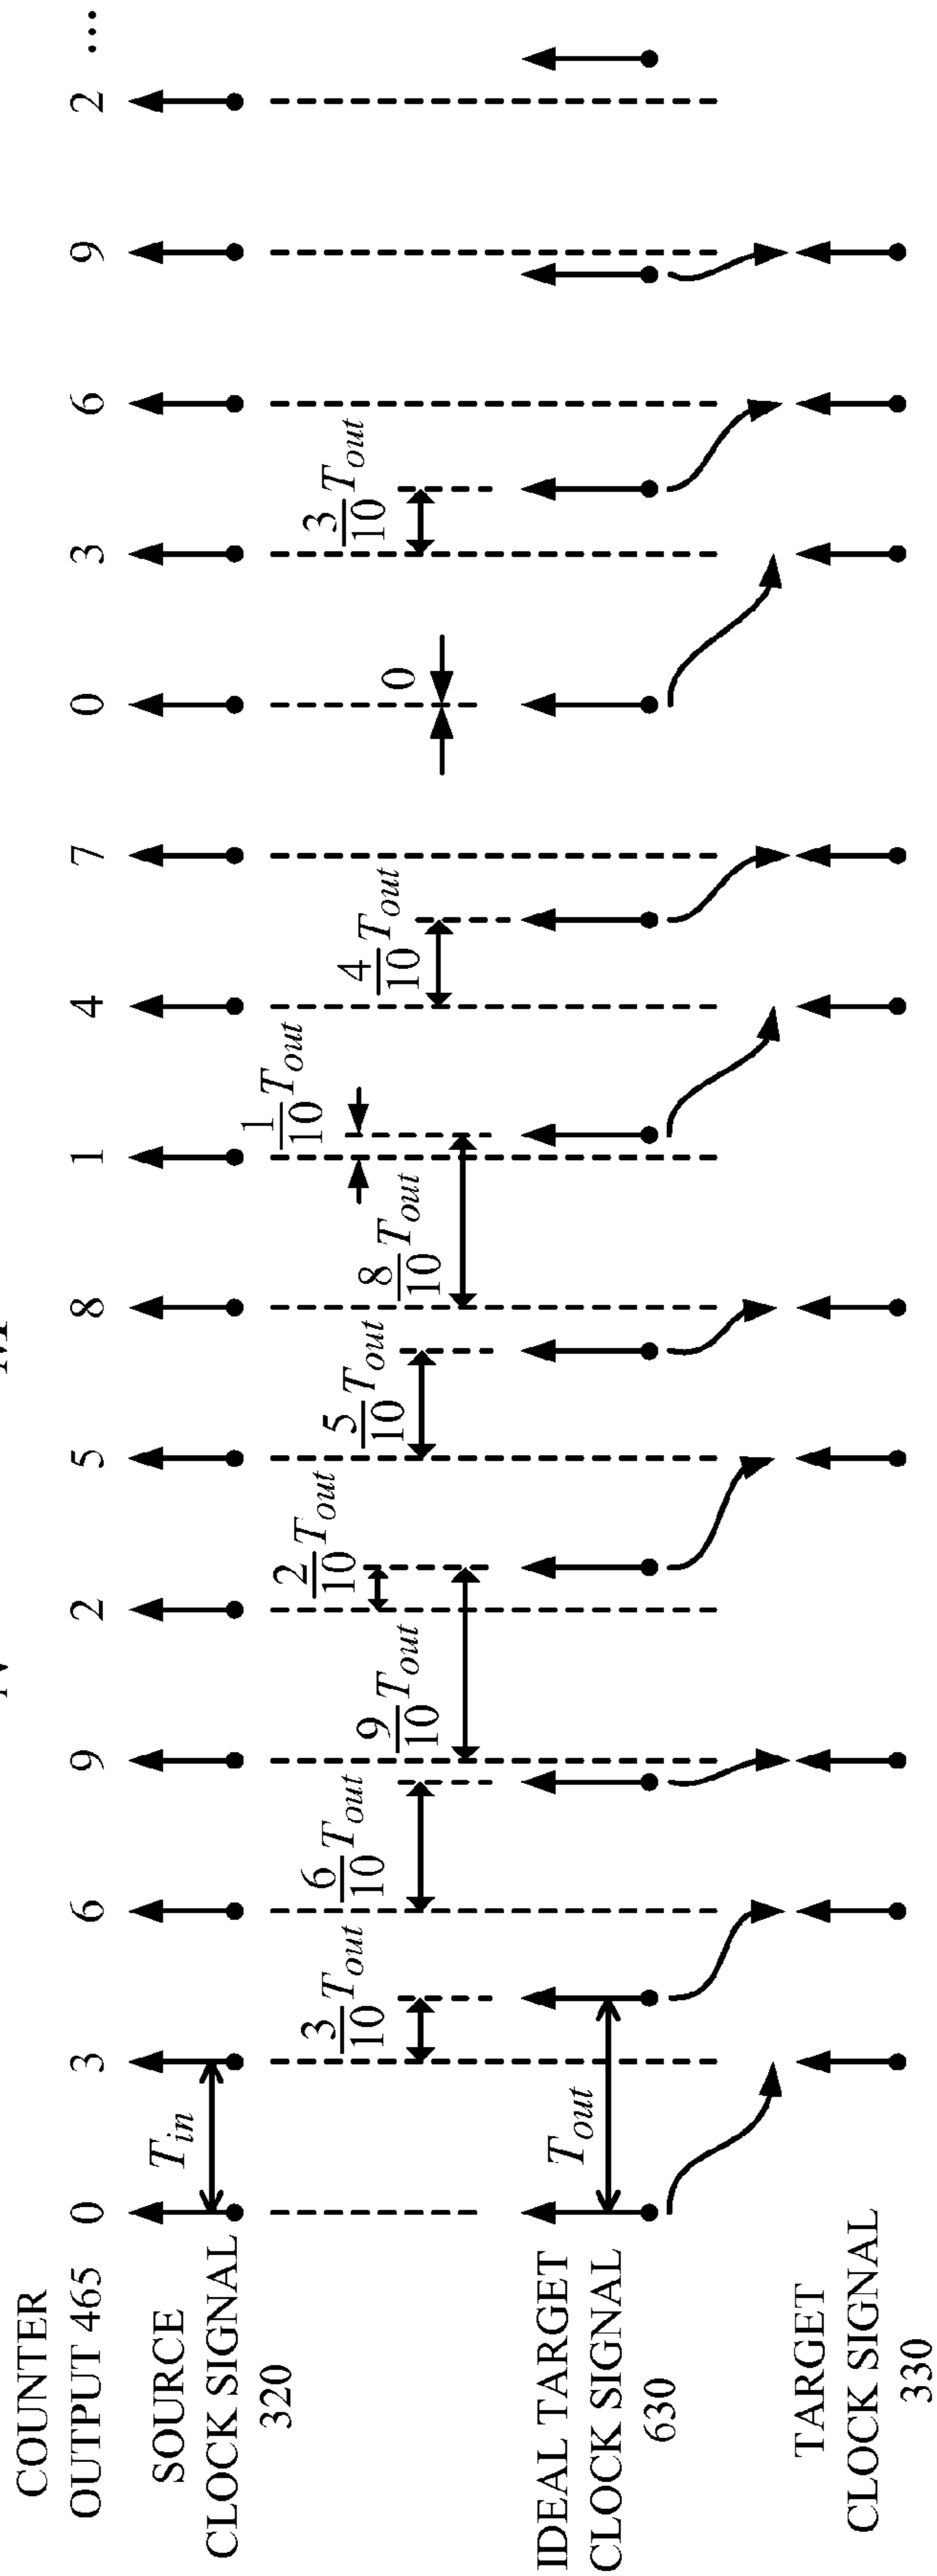 COUNTER
OUTPUT 465
0 3 6 9 2 5 8 1 4 7 0 3 6 9 2 ...
SOURCE
CLOCK SIGNAL
320
T_in
3/10 T_out
6/10 T_out
9/10 T_out
2/10 T_out
5/10 T_out
8/10 T_out
1/10 T_out
4/10 T_out
0
3/10 T_out
IDEAL TARGET
CLOCK SIGNAL
630
T_out
TARGET
CLOCK SIGNAL
330